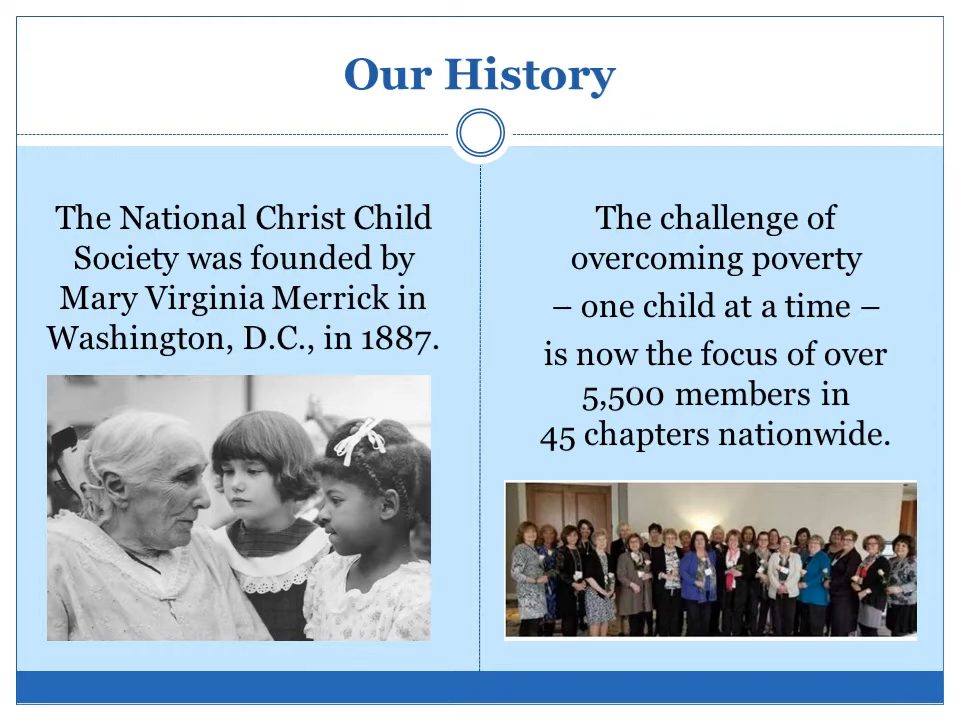 Our History
The National Christ Child
Society was founded by
Mary Virginia Merrick in
Washington, D.C., in 1887.
The challenge of
overcoming poverty
– one child at a time –
is now the focus of over
5,500 members in
45 chapters nationwide.